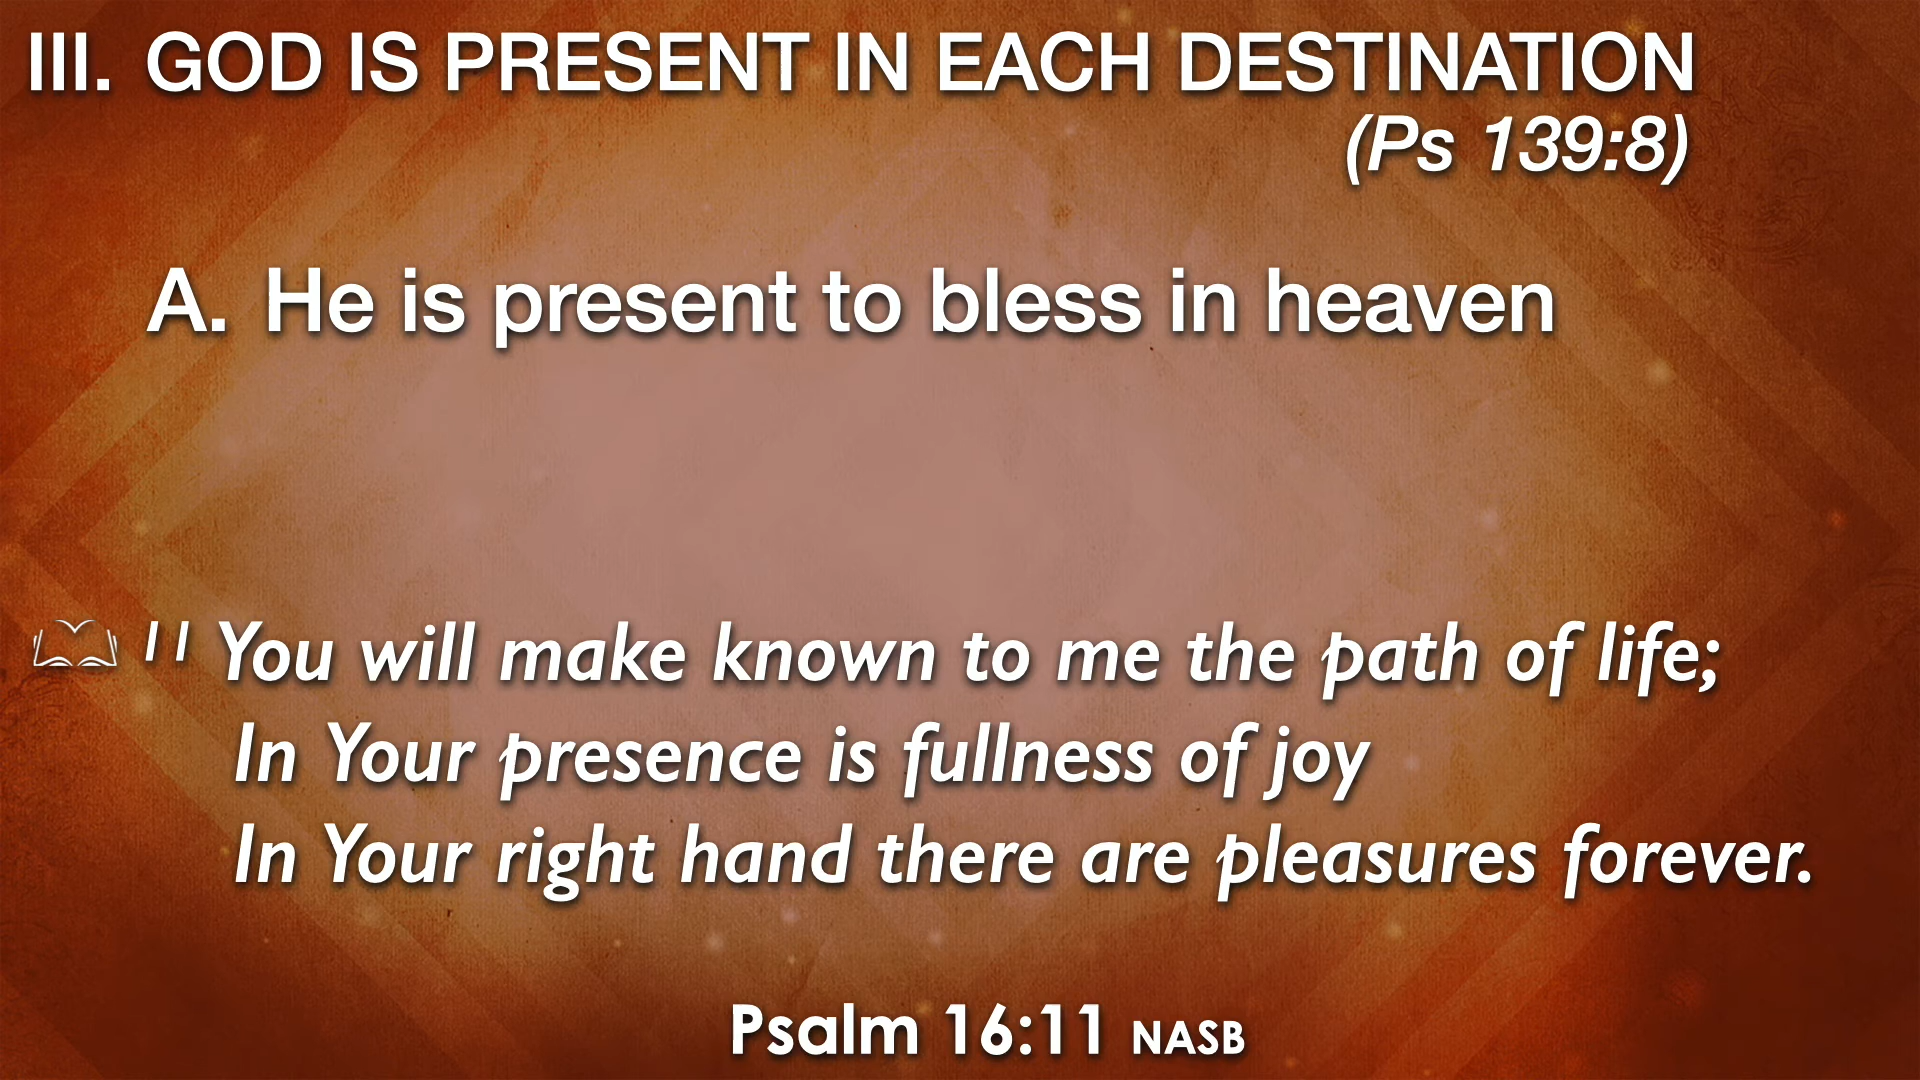 III. GOD IS PRESENT IN EACH DESTINATION
(Ps 139:8)
A. He is present to bless in heaven
11 You will make known to me the path of life;
In Your presence is fullness of joy
In Your right hand there are pleasures forever.
Psalm 16:11 NASB